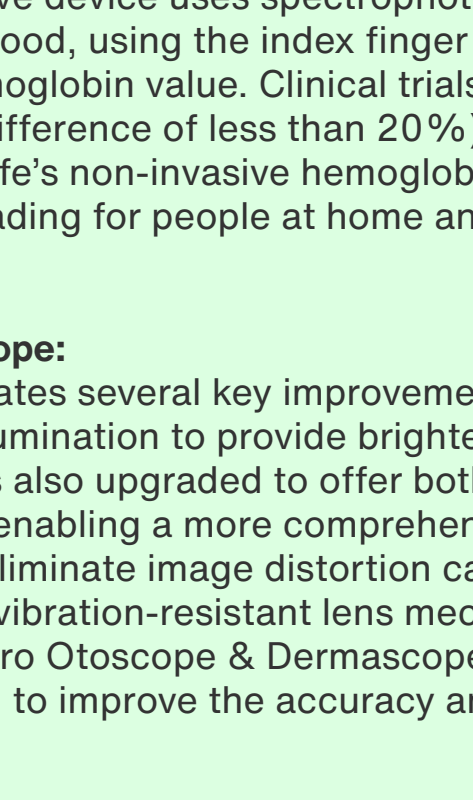 ve device uses spectrophot
ood, using the index finger
noglobin value. Clinical trials
ifference of less than 20%)
fe’s non-invasive hemoglob
ading for people at home an
ope:
ates several key improveme
umination to provide brighte
s also upgraded to offer both
enabling a more comprehen
liminate image distortion ca
vibration-resistant lens mec
ro Otoscope & Dermascope
to improve the accuracy an